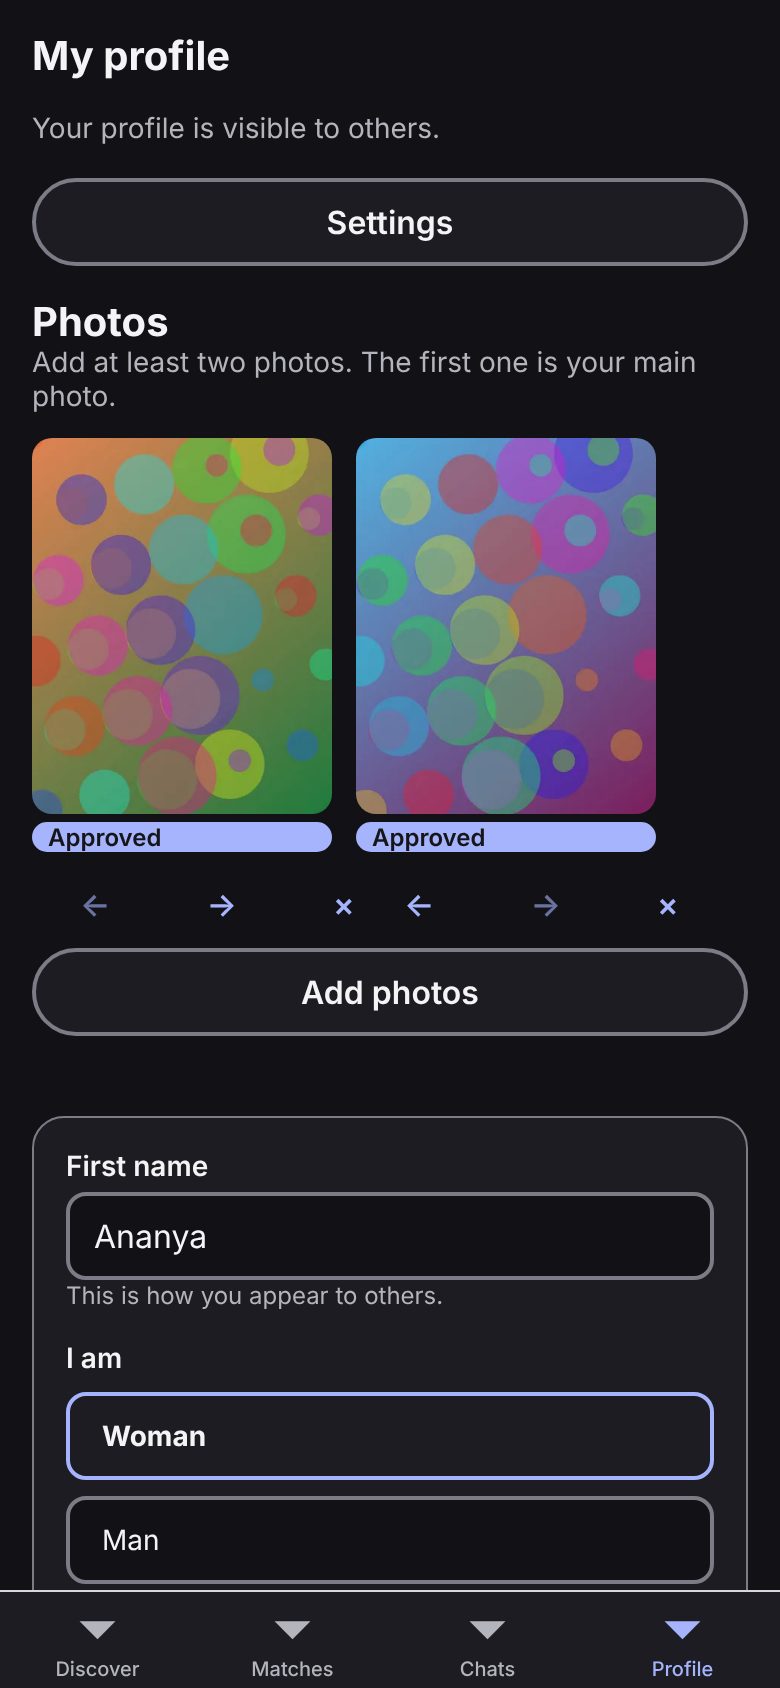 My profile
Your profile is visible to others.
Settings
Photos
Add at least two photos. The first one is your main
photo.
Approved
Approved
Add photos
First name
Ananya
This is how you appear to others.
I am
Woman
Man
Discover
Matches
Chats
Profile